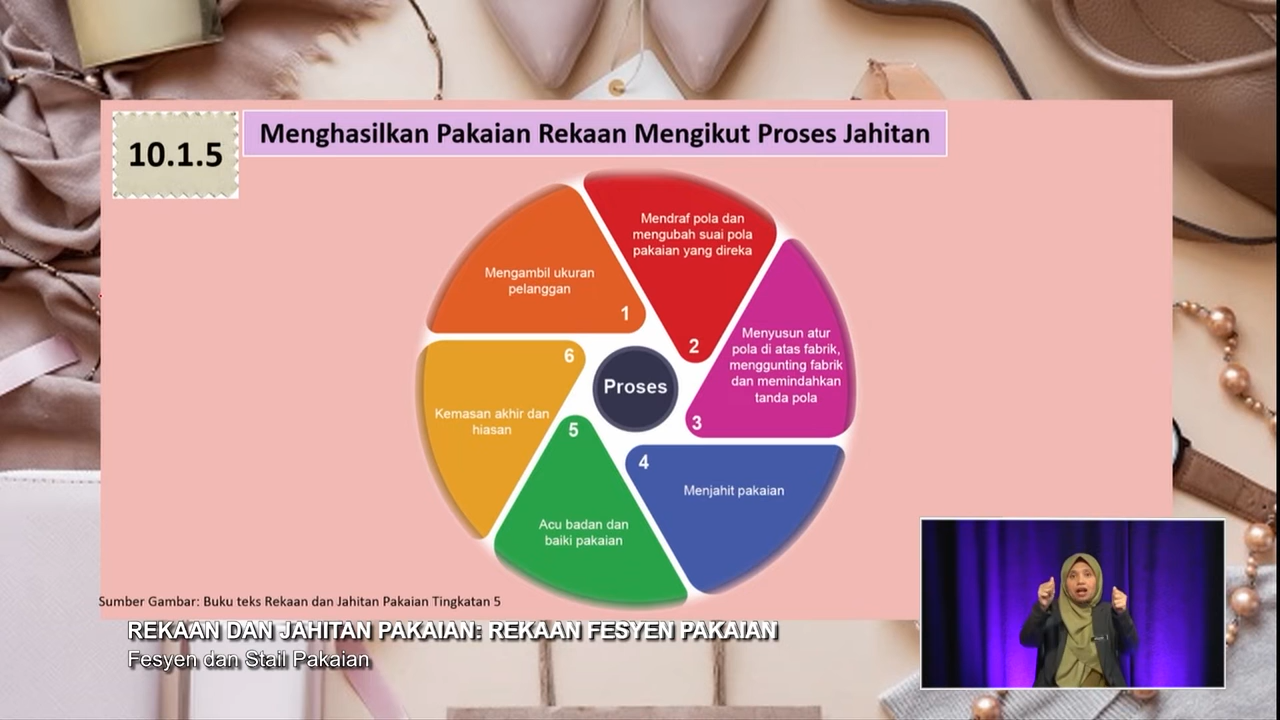 10.1.5
Menghasilkan Pakaian Rekaan Mengikut Proses Jahitan
Mengambil ukuran
pelanggan
1
Mendraf pola dan
mengubah suai pola
pakaian yang direka
2
Menyusun atur
pola di atas fabrik,
menggunting fabrik
dan memindahkan
tanda pola
3
4
Menjahit pakaian
5
Acu badan dan
baiki pakaian
6
Kemasan akhir dan
hiasan
Proses
Sumber Gambar: Buku teks Rekaan dan Jahitan Pakaian Tingkatan 5
REKAAN DAN JAHITAN PAKAIAN: REKAAN FESYEN PAKAIAN
Fesyen dan Stail Pakaian